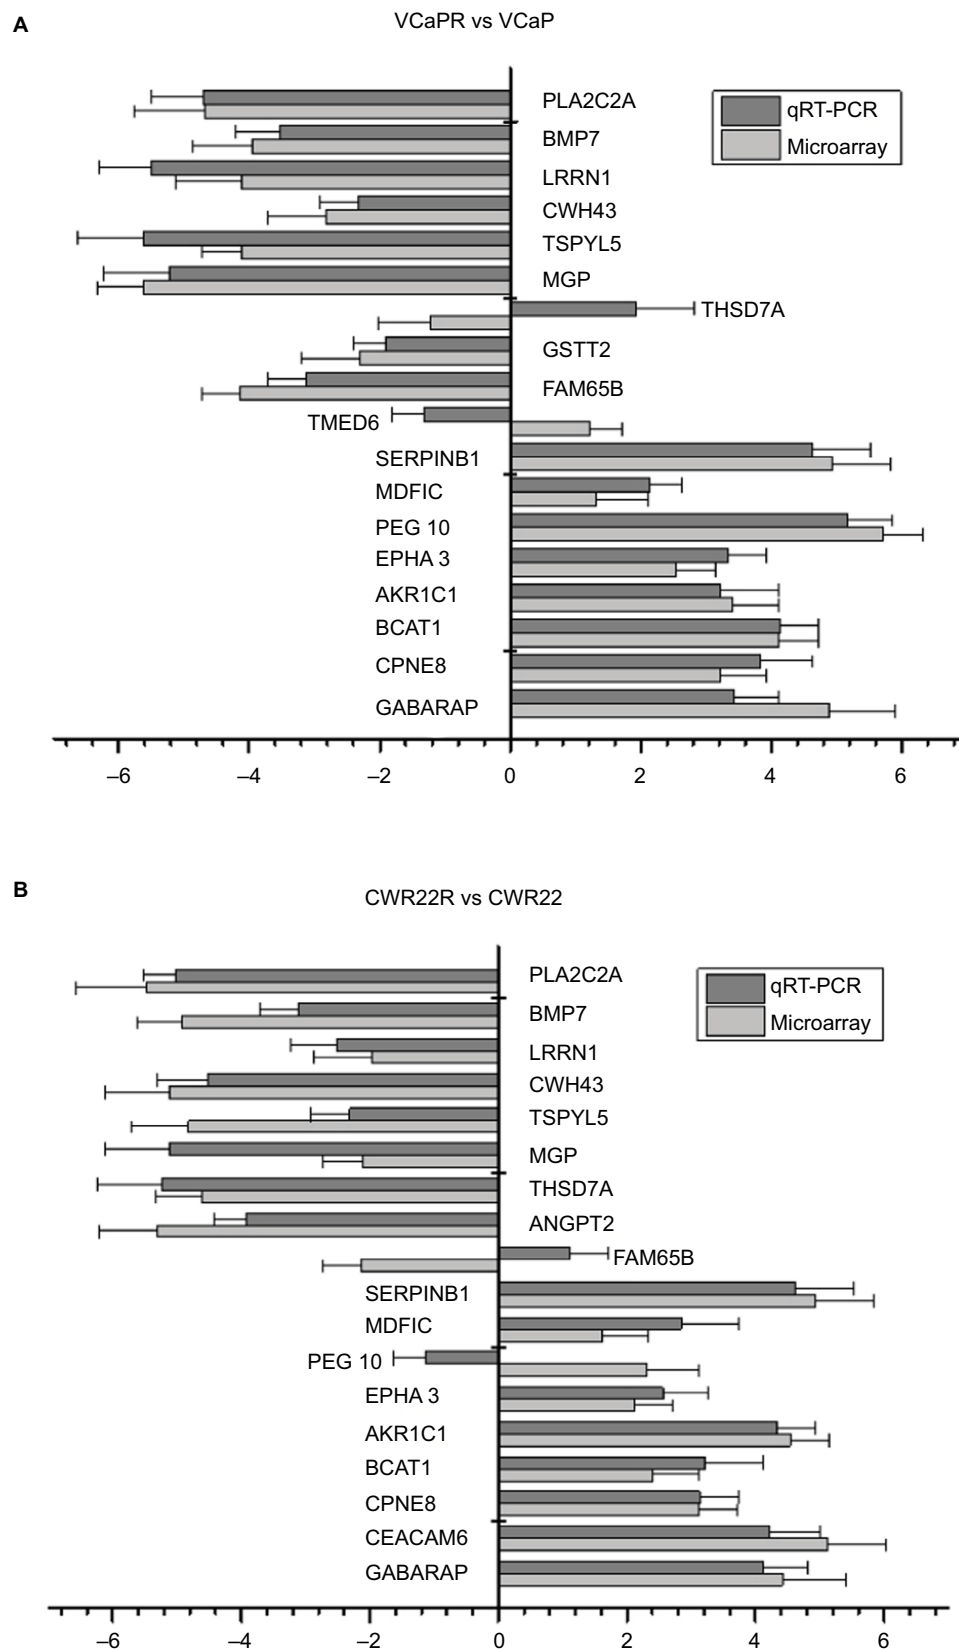 A
VCaPR vs VCaP
PLA2C2A
qRT-PCR
BMP7
Microarray
LRRN1
CWH43
TSPYL5
MGP
THSD7A
GSTT2
FAM65B
TMED6
SERPINB1
MDFIC
PEG 10
EPHA 3
AKR1C1
BCAT1
CPNE8
GABARAP
–6 –4 –2 0 2 4 6
B
CWR22R vs CWR22
PLA2C2A
qRT-PCR
BMP7
Microarray
LRRN1
CWH43
TSPYL5
MGP
THSD7A
ANGPT2
FAM65B
SERPINB1
MDFIC
PEG 10
EPHA 3
AKR1C1
BCAT1
CPNE8
CEACAM6
GABARAP
–6 –4 –2 0 2 4 6